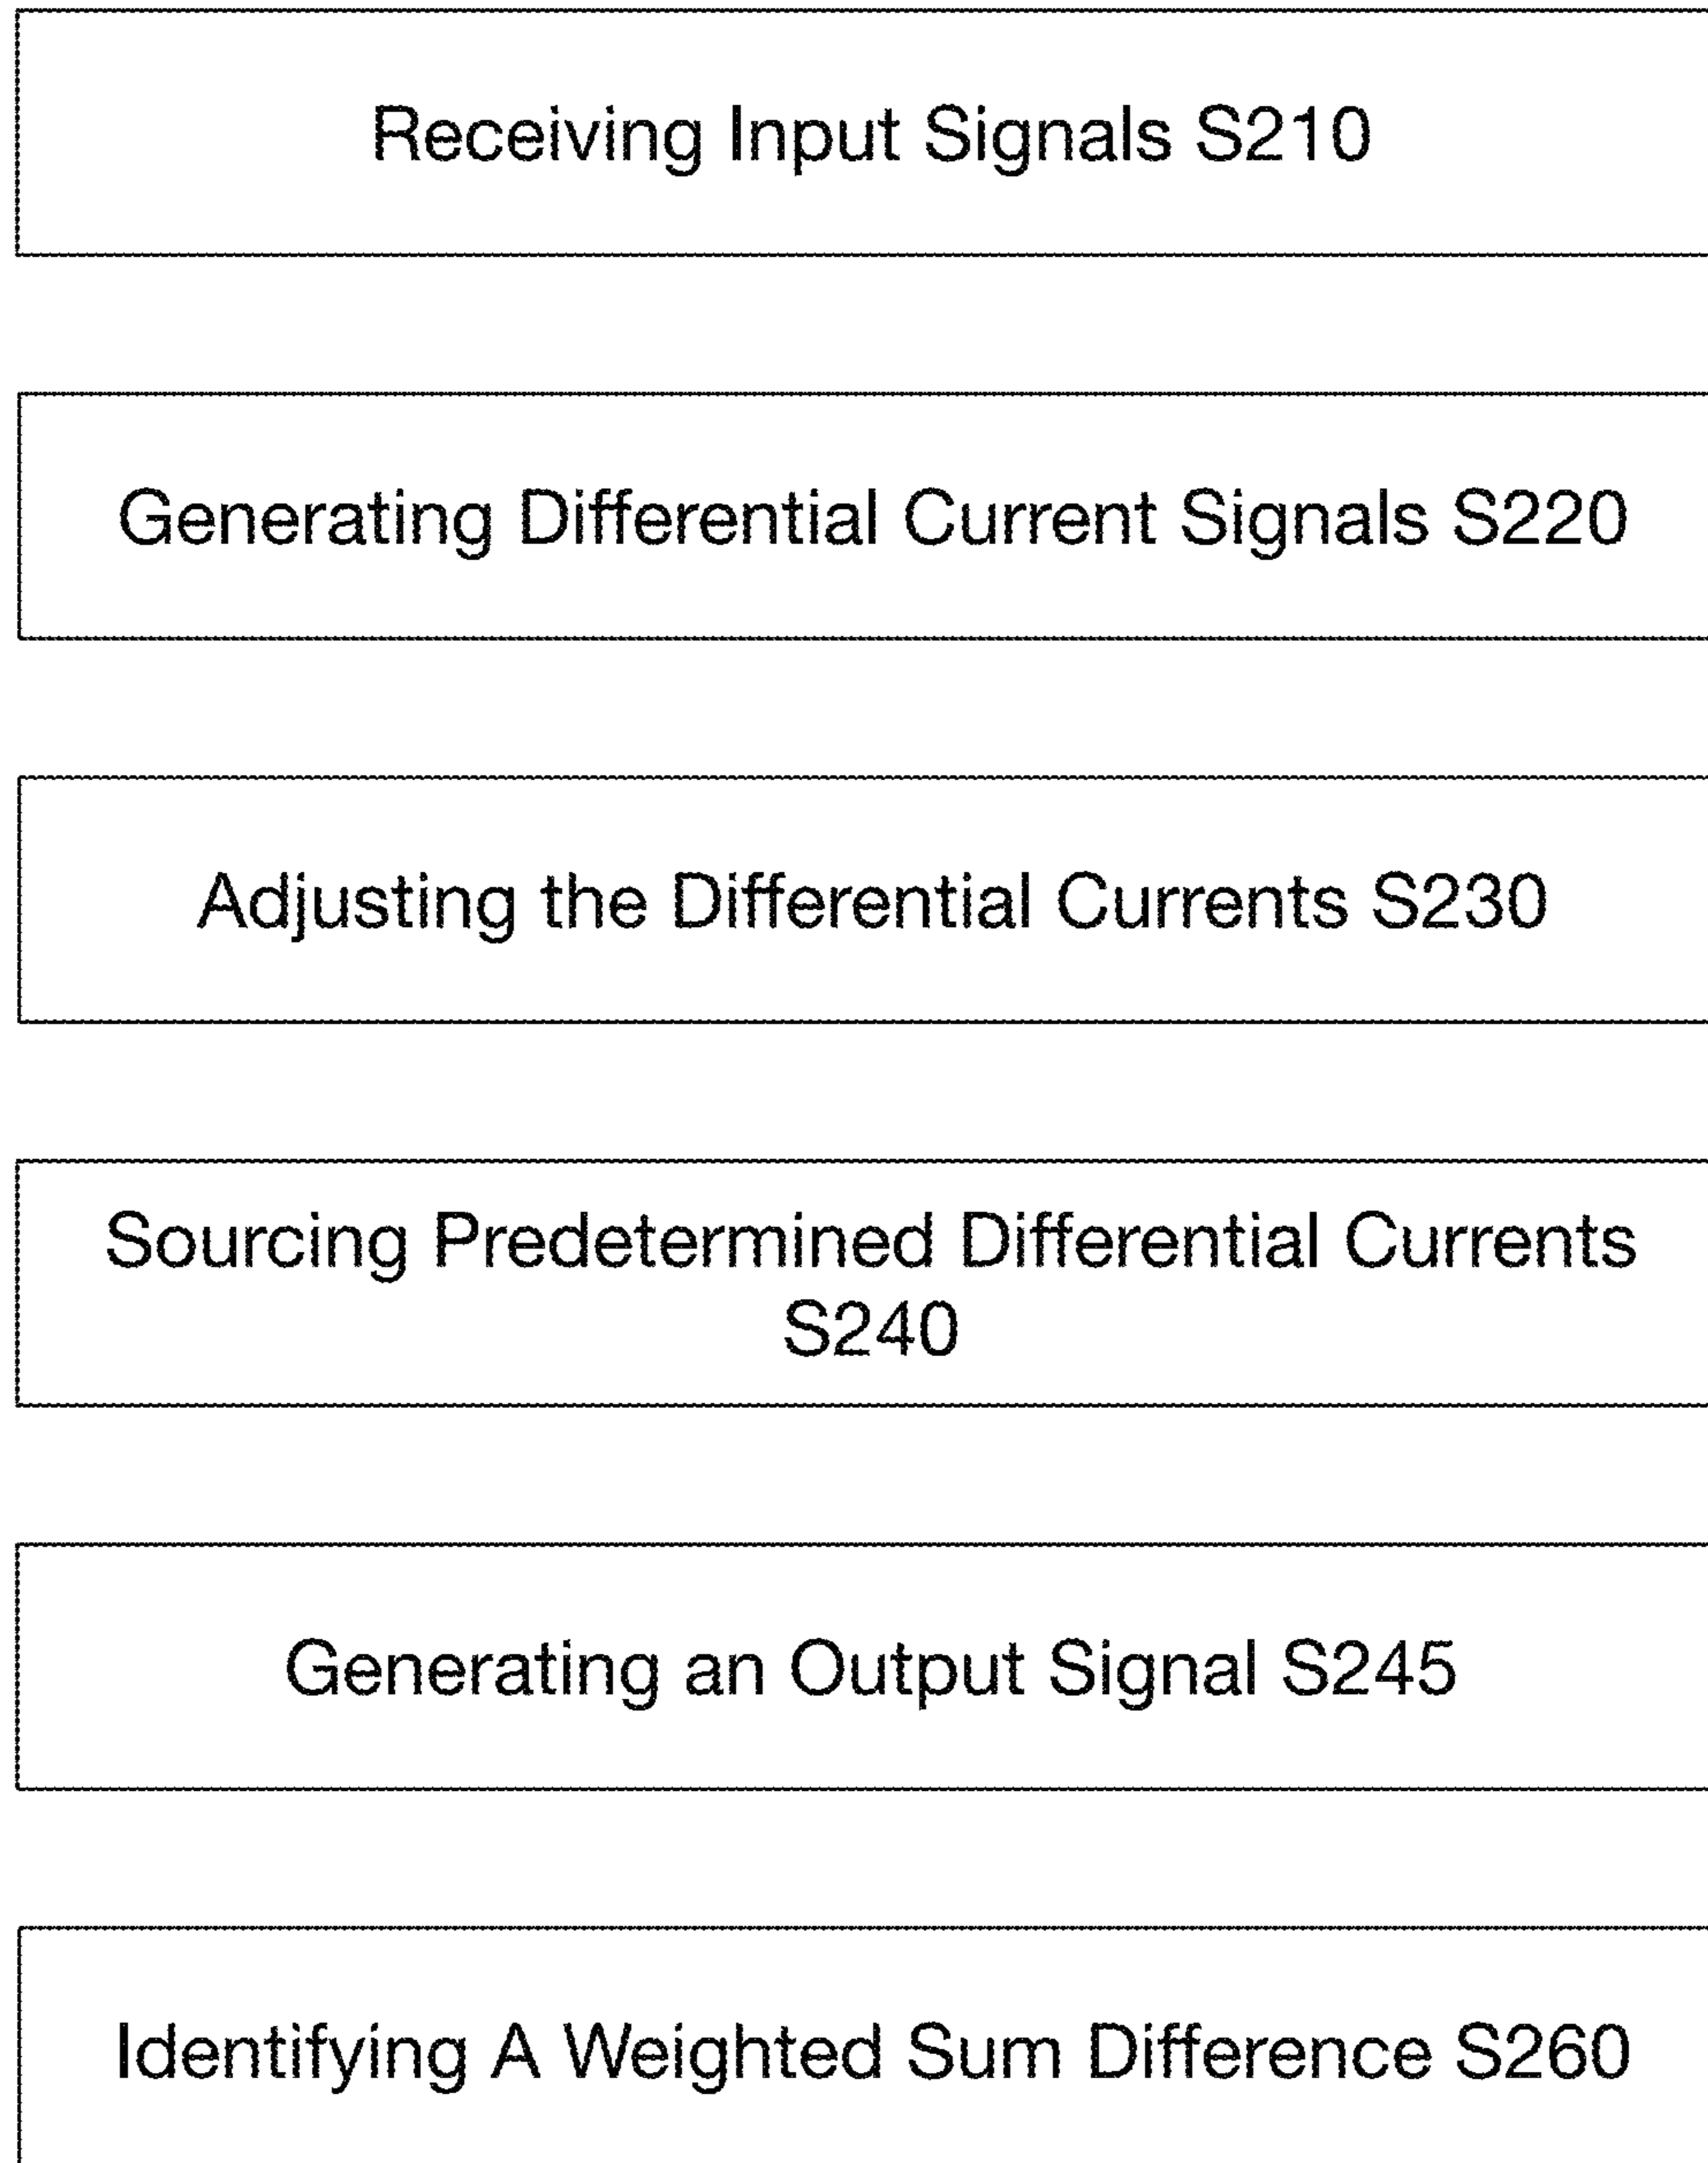 Receiving Input Signals S210
Generating Differential Current Signals S220
Adjusting the Differential Currents S230
Sourcing Predetermined Differential Currents
S240
Generating an Output Signal S245
Identifying A Weighted Sum Difference S260